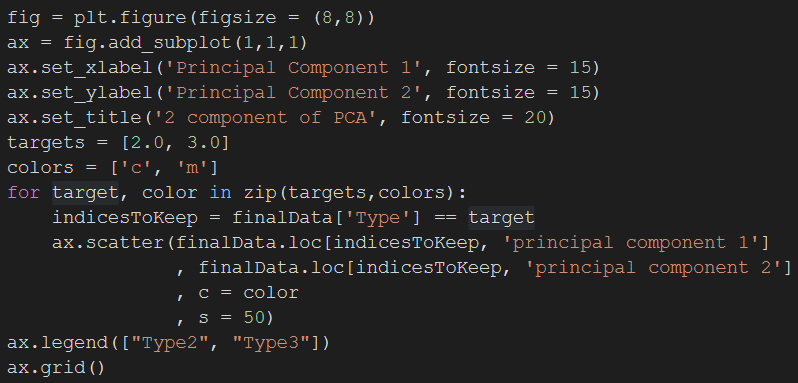 fig = plt.figure(figsize = (8,8))
ax = fig.add_subplot(1,1,1)
ax.set_xlabel('Principal Component 1', fontsize = 15)
ax.set_ylabel('Principal Component 2', fontsize = 15)
ax.set_title('2 component of PCA', fontsize = 20)
targets = [2.0, 3.0]
colors = ['c', 'm']
for target, color in zip(targets,colors):
    indicesToKeep = finalData['Type'] == target
    ax.scatter(finalData.loc[indicesToKeep, 'principal component 1']
               , finalData.loc[indicesToKeep, 'principal component 2']
               , c = color
               , s = 50)
ax.legend(["Type2", "Type3"])
ax.grid()